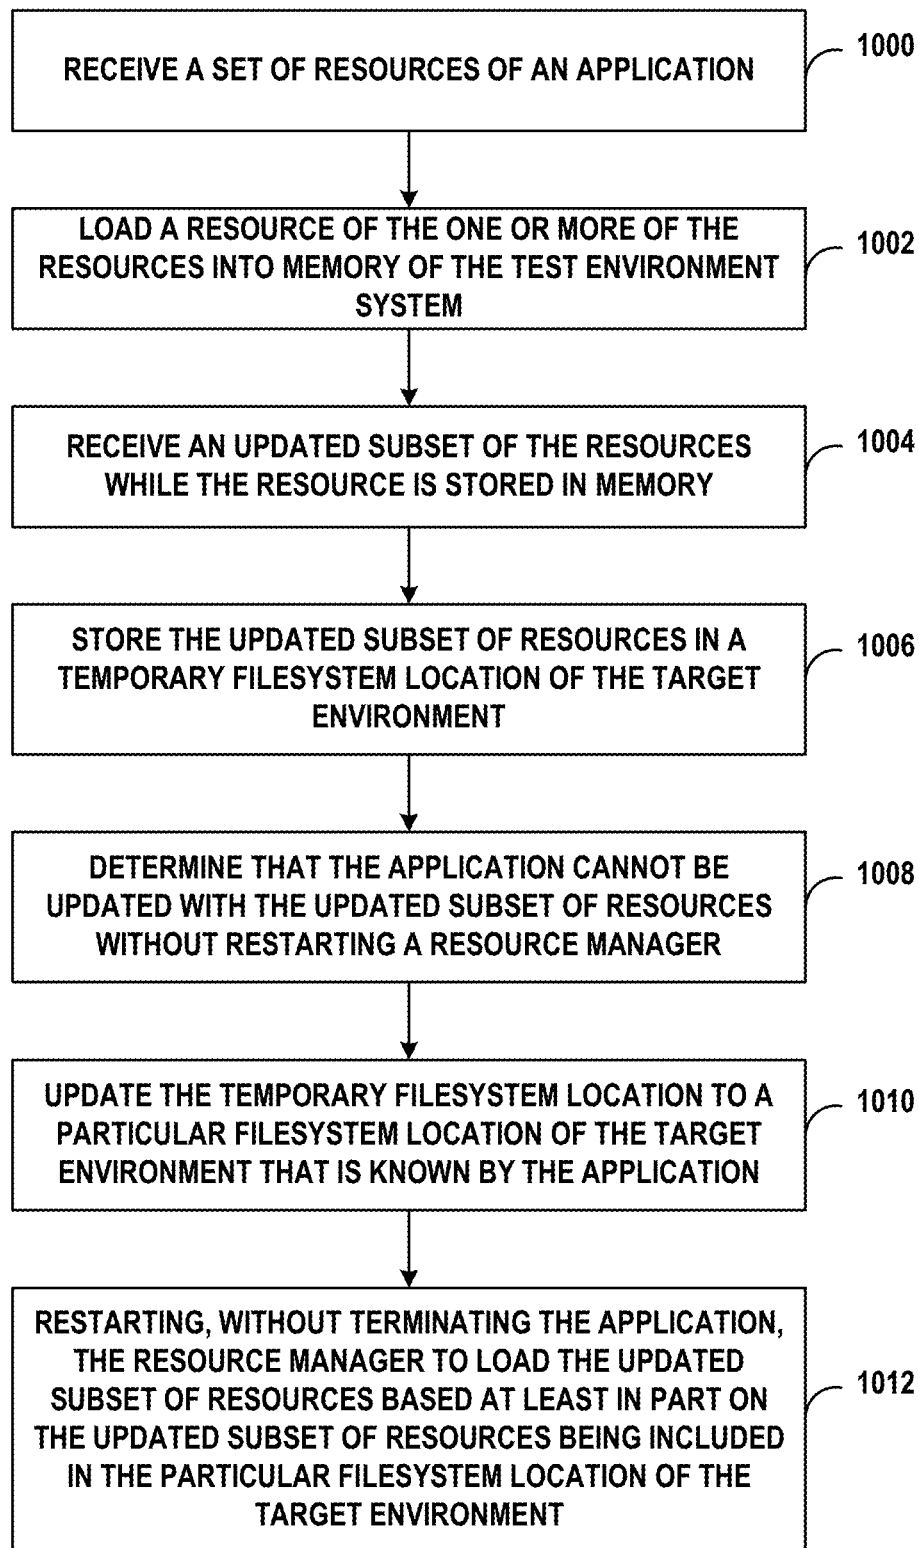 RECEIVE A SET OF RESOURCES OF AN APPLICATION
1000
LOAD A RESOURCE OF THE ONE OR MORE OF THE
RESOURCES INTO MEMORY OF THE TEST ENVIRONMENT
SYSTEM
1002
RECEIVE AN UPDATED SUBSET OF THE RESOURCES
WHILE THE RESOURCE IS STORED IN MEMORY
1004
STORE THE UPDATED SUBSET OF RESOURCES IN A
TEMPORARY FILESYSTEM LOCATION OF THE TARGET
ENVIRONMENT
1006
DETERMINE THAT THE APPLICATION CANNOT BE
UPDATED WITH THE UPDATED SUBSET OF RESOURCES
WITHOUT RESTARTING A RESOURCE MANAGER
1008
UPDATE THE TEMPORARY FILESYSTEM LOCATION TO A
PARTICULAR FILESYSTEM LOCATION OF THE TARGET
ENVIRONMENT THAT IS KNOWN BY THE APPLICATION
1010
RESTARTING, WITHOUT TERMINATING THE APPLICATION,
THE RESOURCE MANAGER TO LOAD THE UPDATED
SUBSET OF RESOURCES BASED AT LEAST IN PART ON
THE UPDATED SUBSET OF RESOURCES BEING INCLUDED
IN THE PARTICULAR FILESYSTEM LOCATION OF THE
TARGET ENVIRONMENT
1012